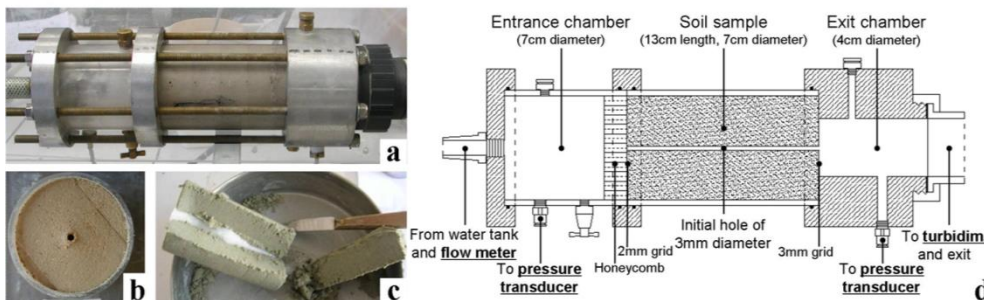 a
b
c
Entrance chamber
(7cm diameter)
Soil sample
(13cm length, 7cm diameter)
Exit chamber
(4cm diameter)
From water tank
and flow meter
To pressure
transducer
2mm grid
Honeycomb
Initial hole of
3mm diameter
3mm grid
To pressure
transducer
To turbidim
and exit
d